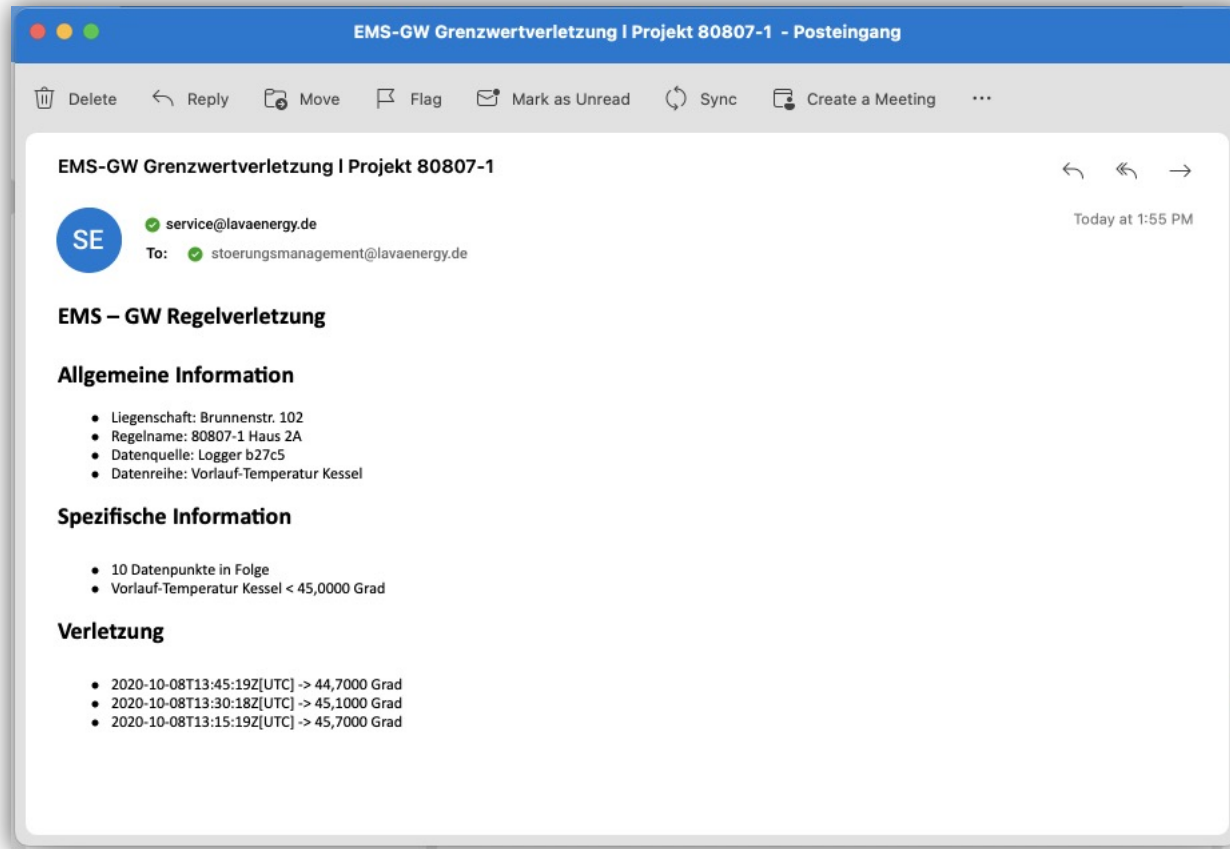 EMS-GW Grenzwertverletzung l Projekt 80807-1 - Posteingang
Delete Reply Move Flag Mark as Unread Sync Create a Meeting ...
EMS-GW Grenzwertverletzung l Projekt 80807-1
SE
service@lavaenergy.de
Today at 1:55 PM
To: stoerungsmanagement@lavaenergy.de
EMS – GW Regelverletzung
Allgemeine Information
• Liegenschaft: Brunnenstr. 102
• Regelname: 80807-1 Haus 2A
• Datenquelle: Logger b27c5
• Datenreihe: Vorlauf-Temperatur Kessel
Spezifische Information
• 10 Datenpunkte in Folge
• Vorlauf-Temperatur Kessel < 45,0000 Grad
Verletzung
• 2020-10-08T13:45:19Z[UTC] -> 44,7000 Grad
• 2020-10-08T13:30:18Z[UTC] -> 45,1000 Grad
• 2020-10-08T13:15:19Z[UTC] -> 45,7000 Grad